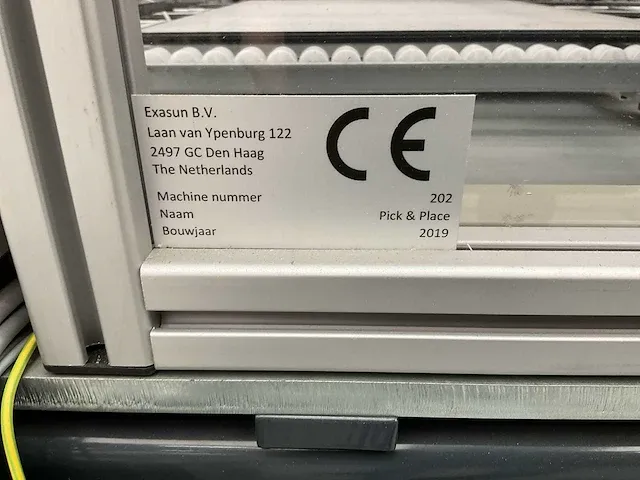 Exasun B.V.
Laan van Ypenburg 122
2497 GC Den Haag
The Netherlands
CE
Machine nummer 202
Naam Pick & Place
Bouwjaar 2019